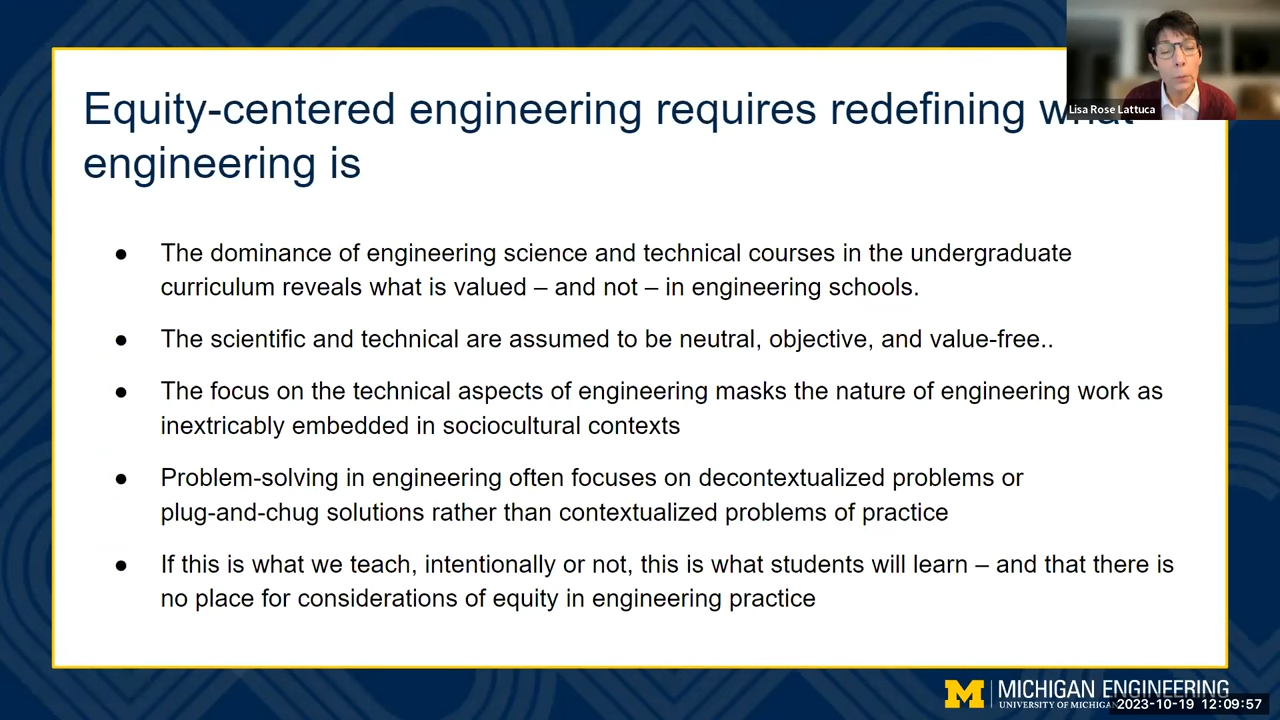 Equity-centered engineering requires redefining what
engineering is
Lisa Rose Lattuca
● The dominance of engineering science and technical courses in the undergraduate
curriculum reveals what is valued – and not – in engineering schools.
● The scientific and technical are assumed to be neutral, objective, and value-free..
● The focus on the technical aspects of engineering masks the nature of engineering work as
inextricably embedded in sociocultural contexts
● Problem-solving in engineering often focuses on decontextualized problems or
plug-and-chug solutions rather than contextualized problems of practice
● If this is what we teach, intentionally or not, this is what students will learn – and that there is
no place for considerations of equity in engineering practice
M MICHIGAN ENGINEERING
UNIVERSITY OF MICHIGAN
2023-10-19 12:09:57